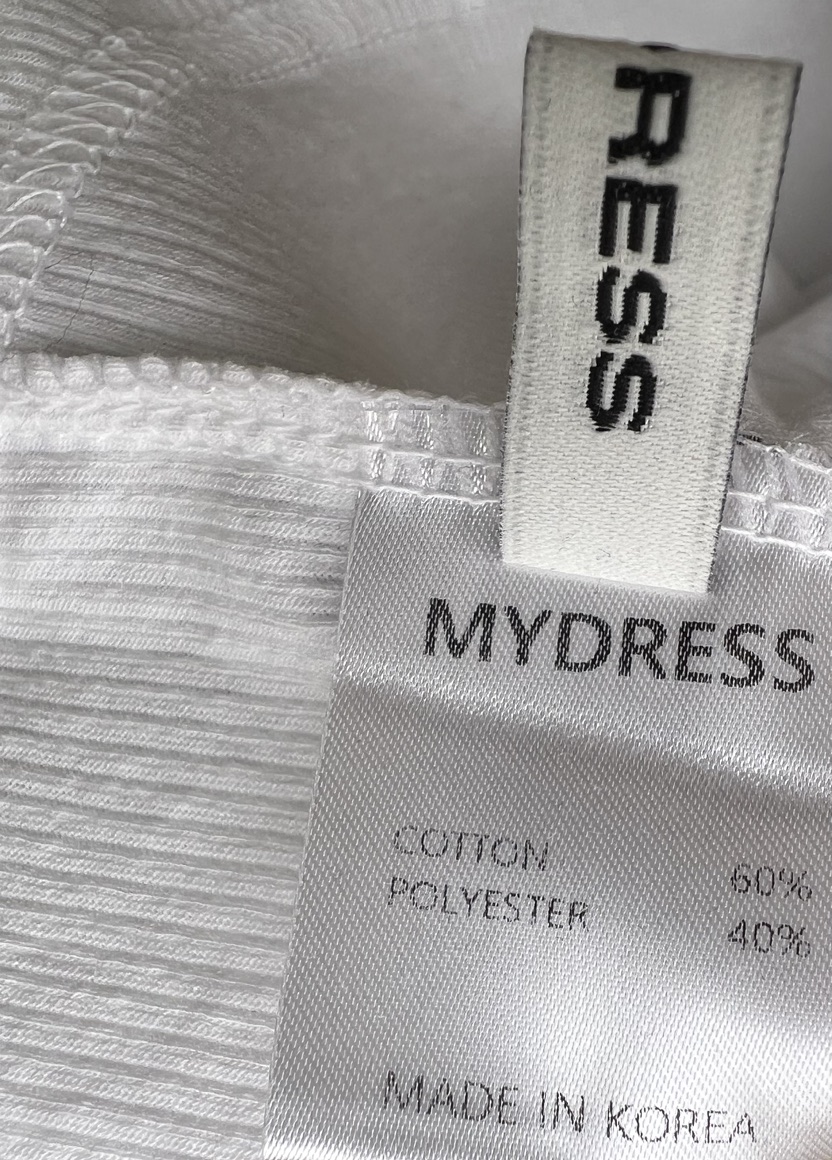 RESS
MYDRESS
COTTON 60%
POLYESTER 40%
MADE IN KOREA